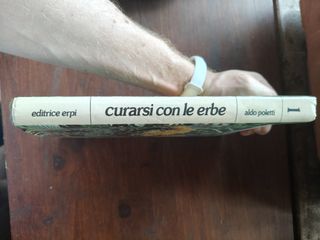 editrice erpi
curarsi con le erbe
aldo poletti
1